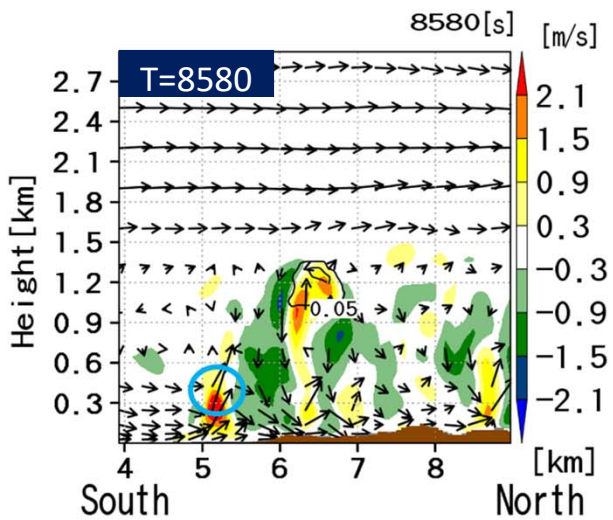 8580[s]
[m/s]
T=8580
2.7
2.4
2.1
1.8
1.5
1.2
0.9
0.6
0.3
Height[km]
0.05
2.1
1.5
0.9
0.3
−0.3
−0.9
−1.5
−2.1
4 5 6 7 8
[km]
South
North